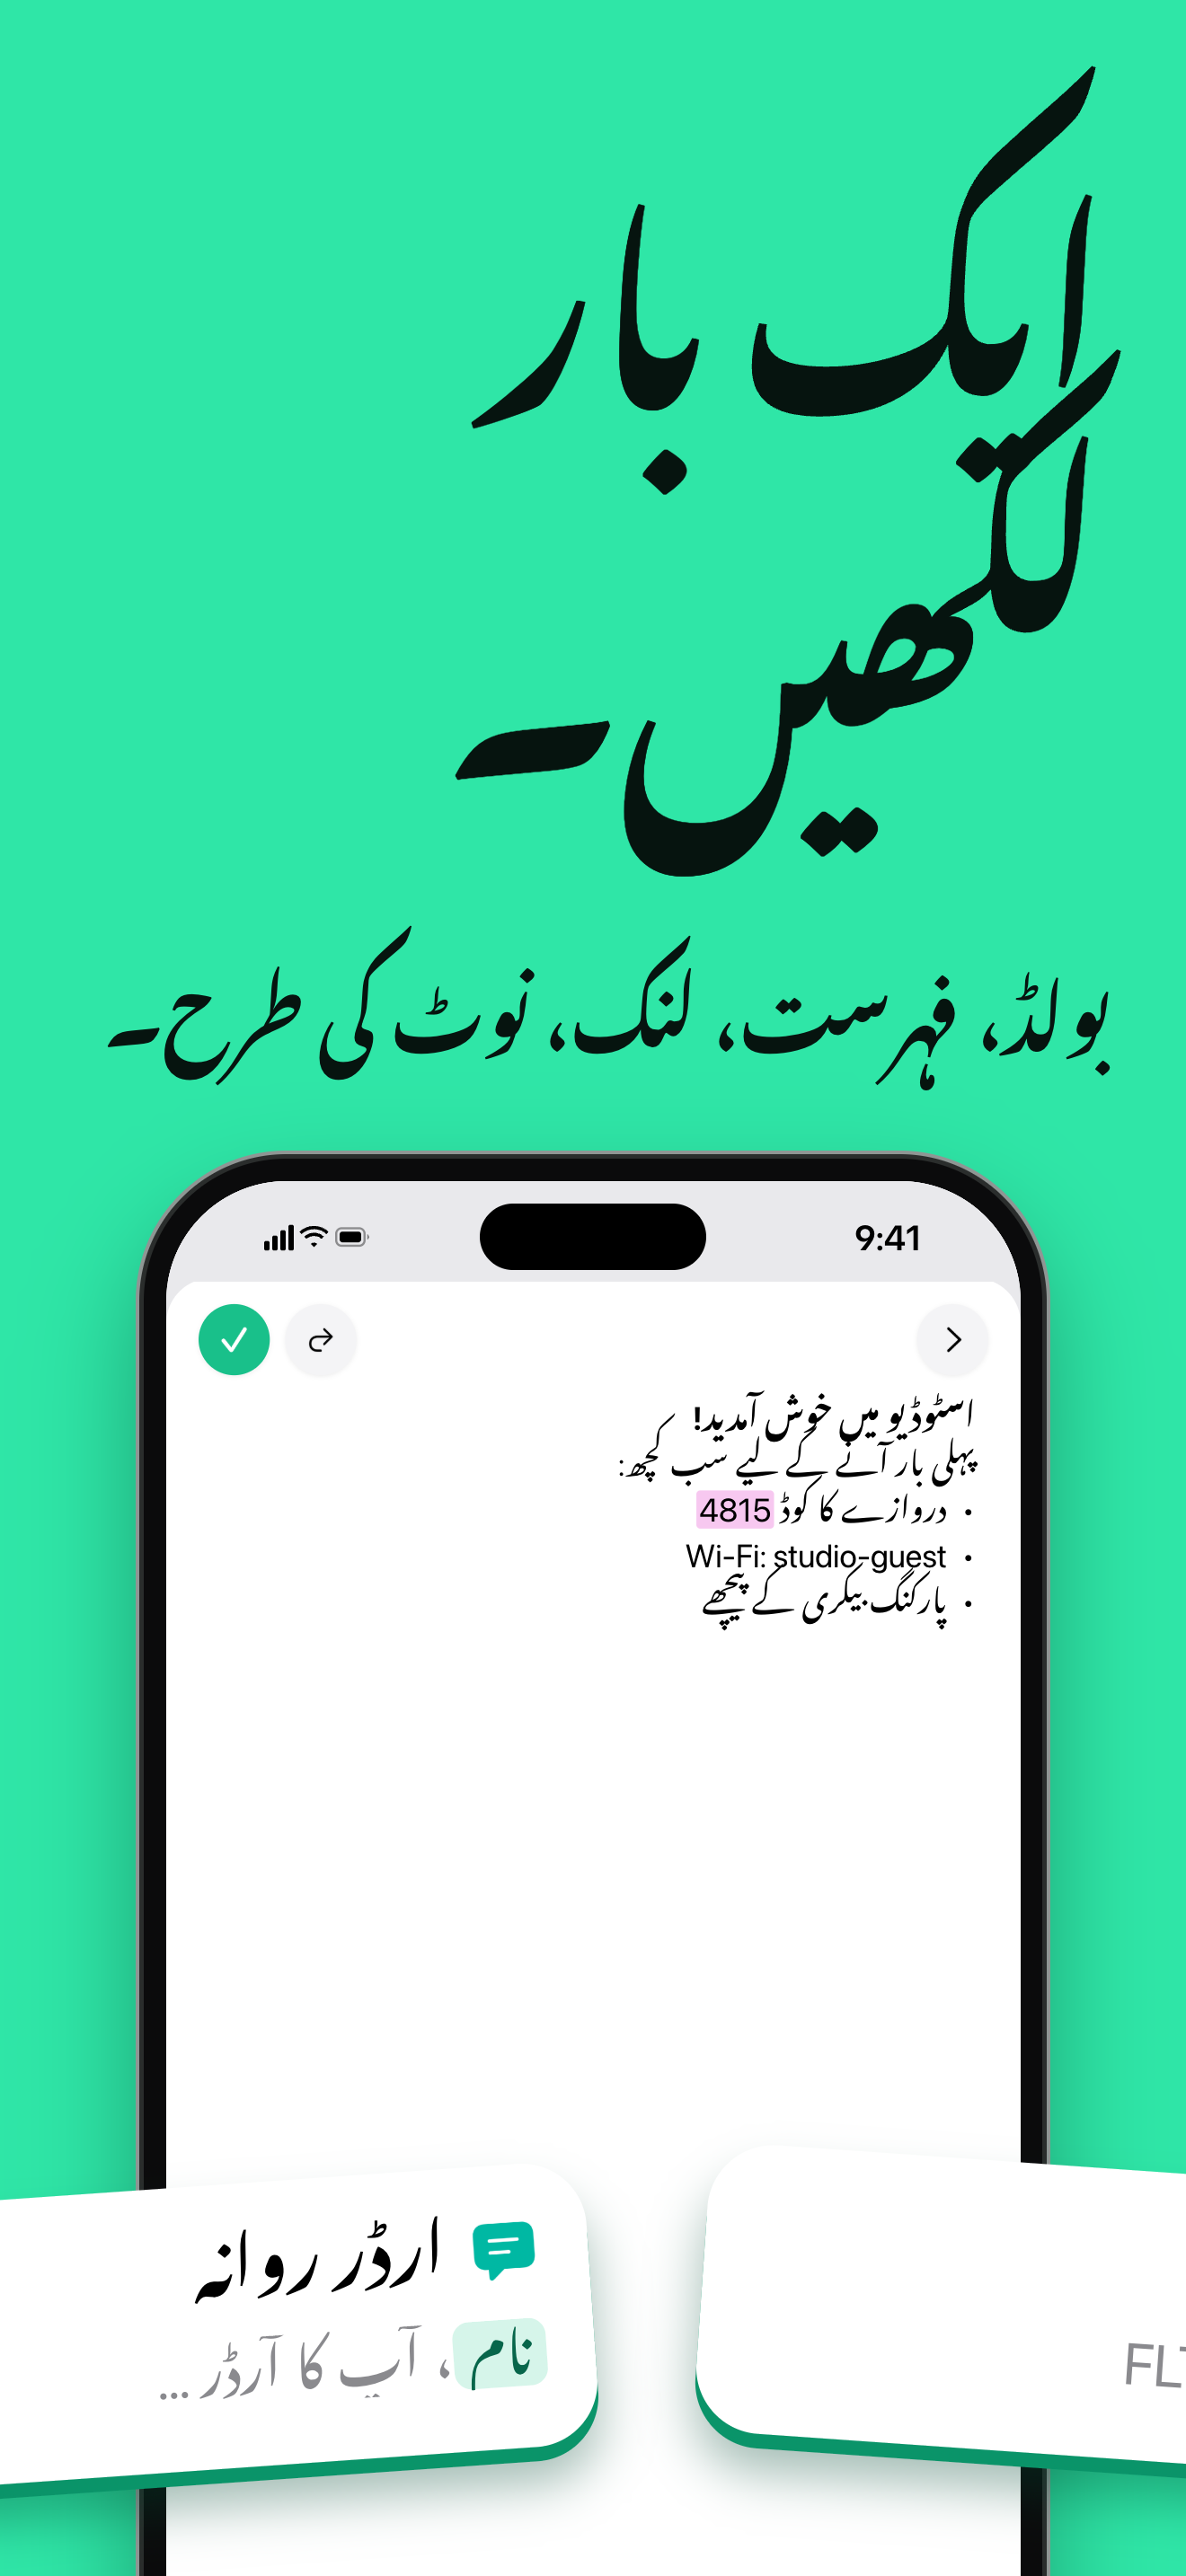 ایک بار
لکھیں۔
بولڈ، فہرست، لنک، نوٹ کی طرح۔
9:41
اسٹوڈیو میں خوش آمدید!
پہلی بار آنے کے لیے سب کچھ:
• دروازے کا کوڈ 4815
• Wi-Fi: studio-guest
• پارکنگ بیکری کے پیچھے
ارڈر روانہ
نام، آپ کا آرڈر ...